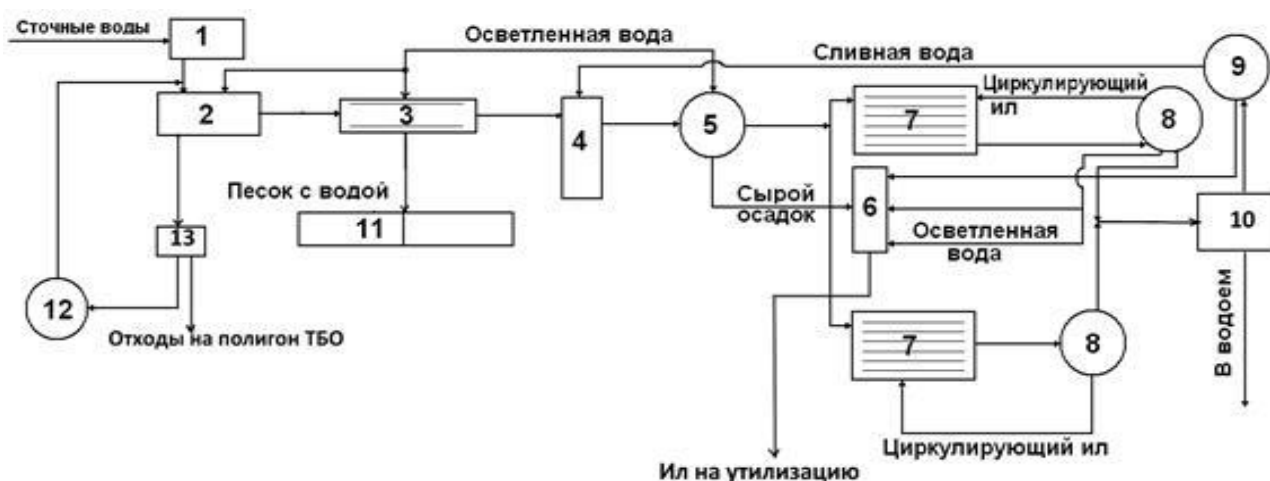 Сточные воды
1
Осветленная вода
Сливная вода
9
Циркулирующий
ил
2
3
4
5
7
8
Песок с водой
Сырой
осадок
6
11
13
Осветленная
вода
10
12
Отходы на полигон ТБО
7
8
В водоем
Циркулирующий ил
Ил на утилизацию